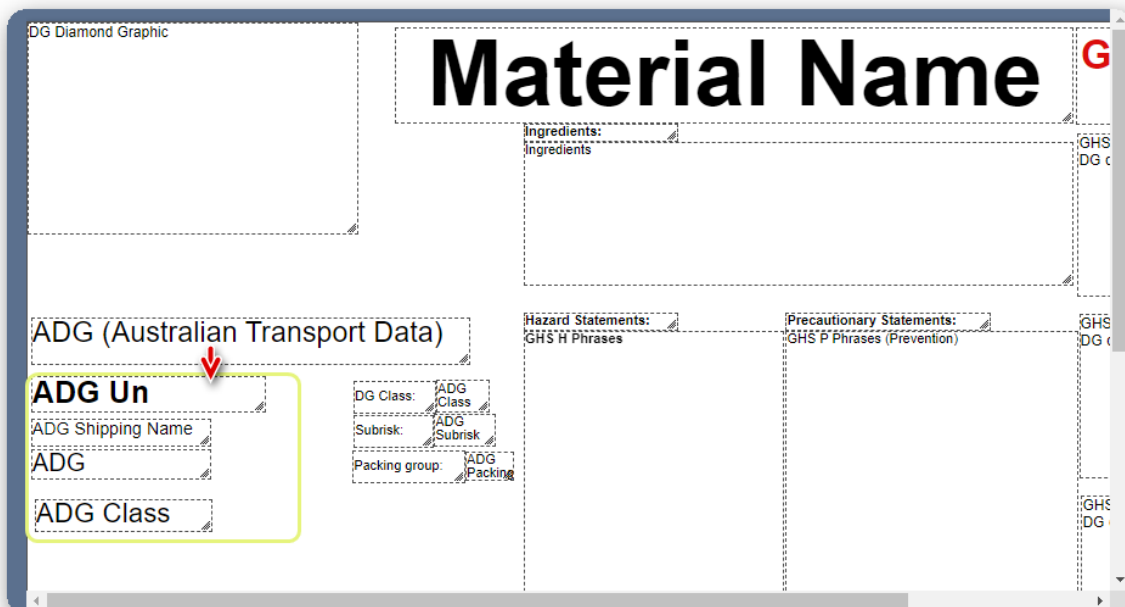 DG Diamond Graphic
Material Name
G
Ingredients:
Ingredients
GHS
DG
ADG (Australian Transport Data)
Hazard Statements:
Precautionary Statements:
GHS
DG
GHS H Phrases
GHS P Phrases (Prevention)
ADG Un
DG Class:
ADG
Class
ADG Shipping Name
Subrisk:
ADG
Subrisk
ADG
Packing group:
ADG
Packing
ADG Class
GHS
DG